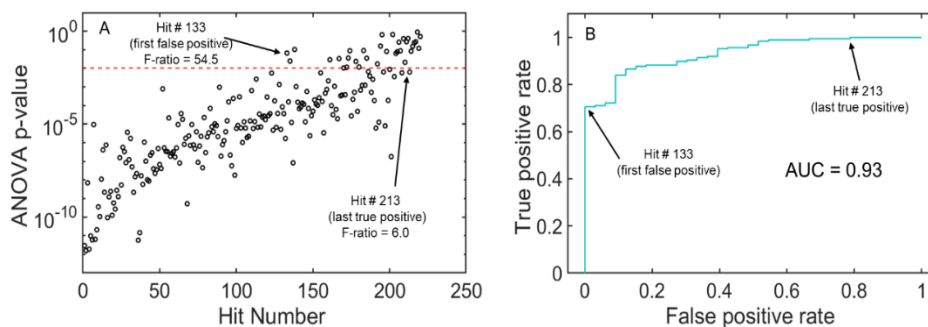 A
ANOVA p-value
10^0
10^-5
10^-10
Hit # 133
(first false positive)
F-ratio = 54.5
Hit # 213
(last true positive)
F-ratio = 6.0
0 50 100 150 200 250
Hit Number
B
True positive rate
1
0.8
0.6
0.4
0.2
0
Hit # 213
(last true positive)
Hit # 133
(first false positive)
AUC = 0.93
0 0.2 0.4 0.6 0.8 1
False positive rate